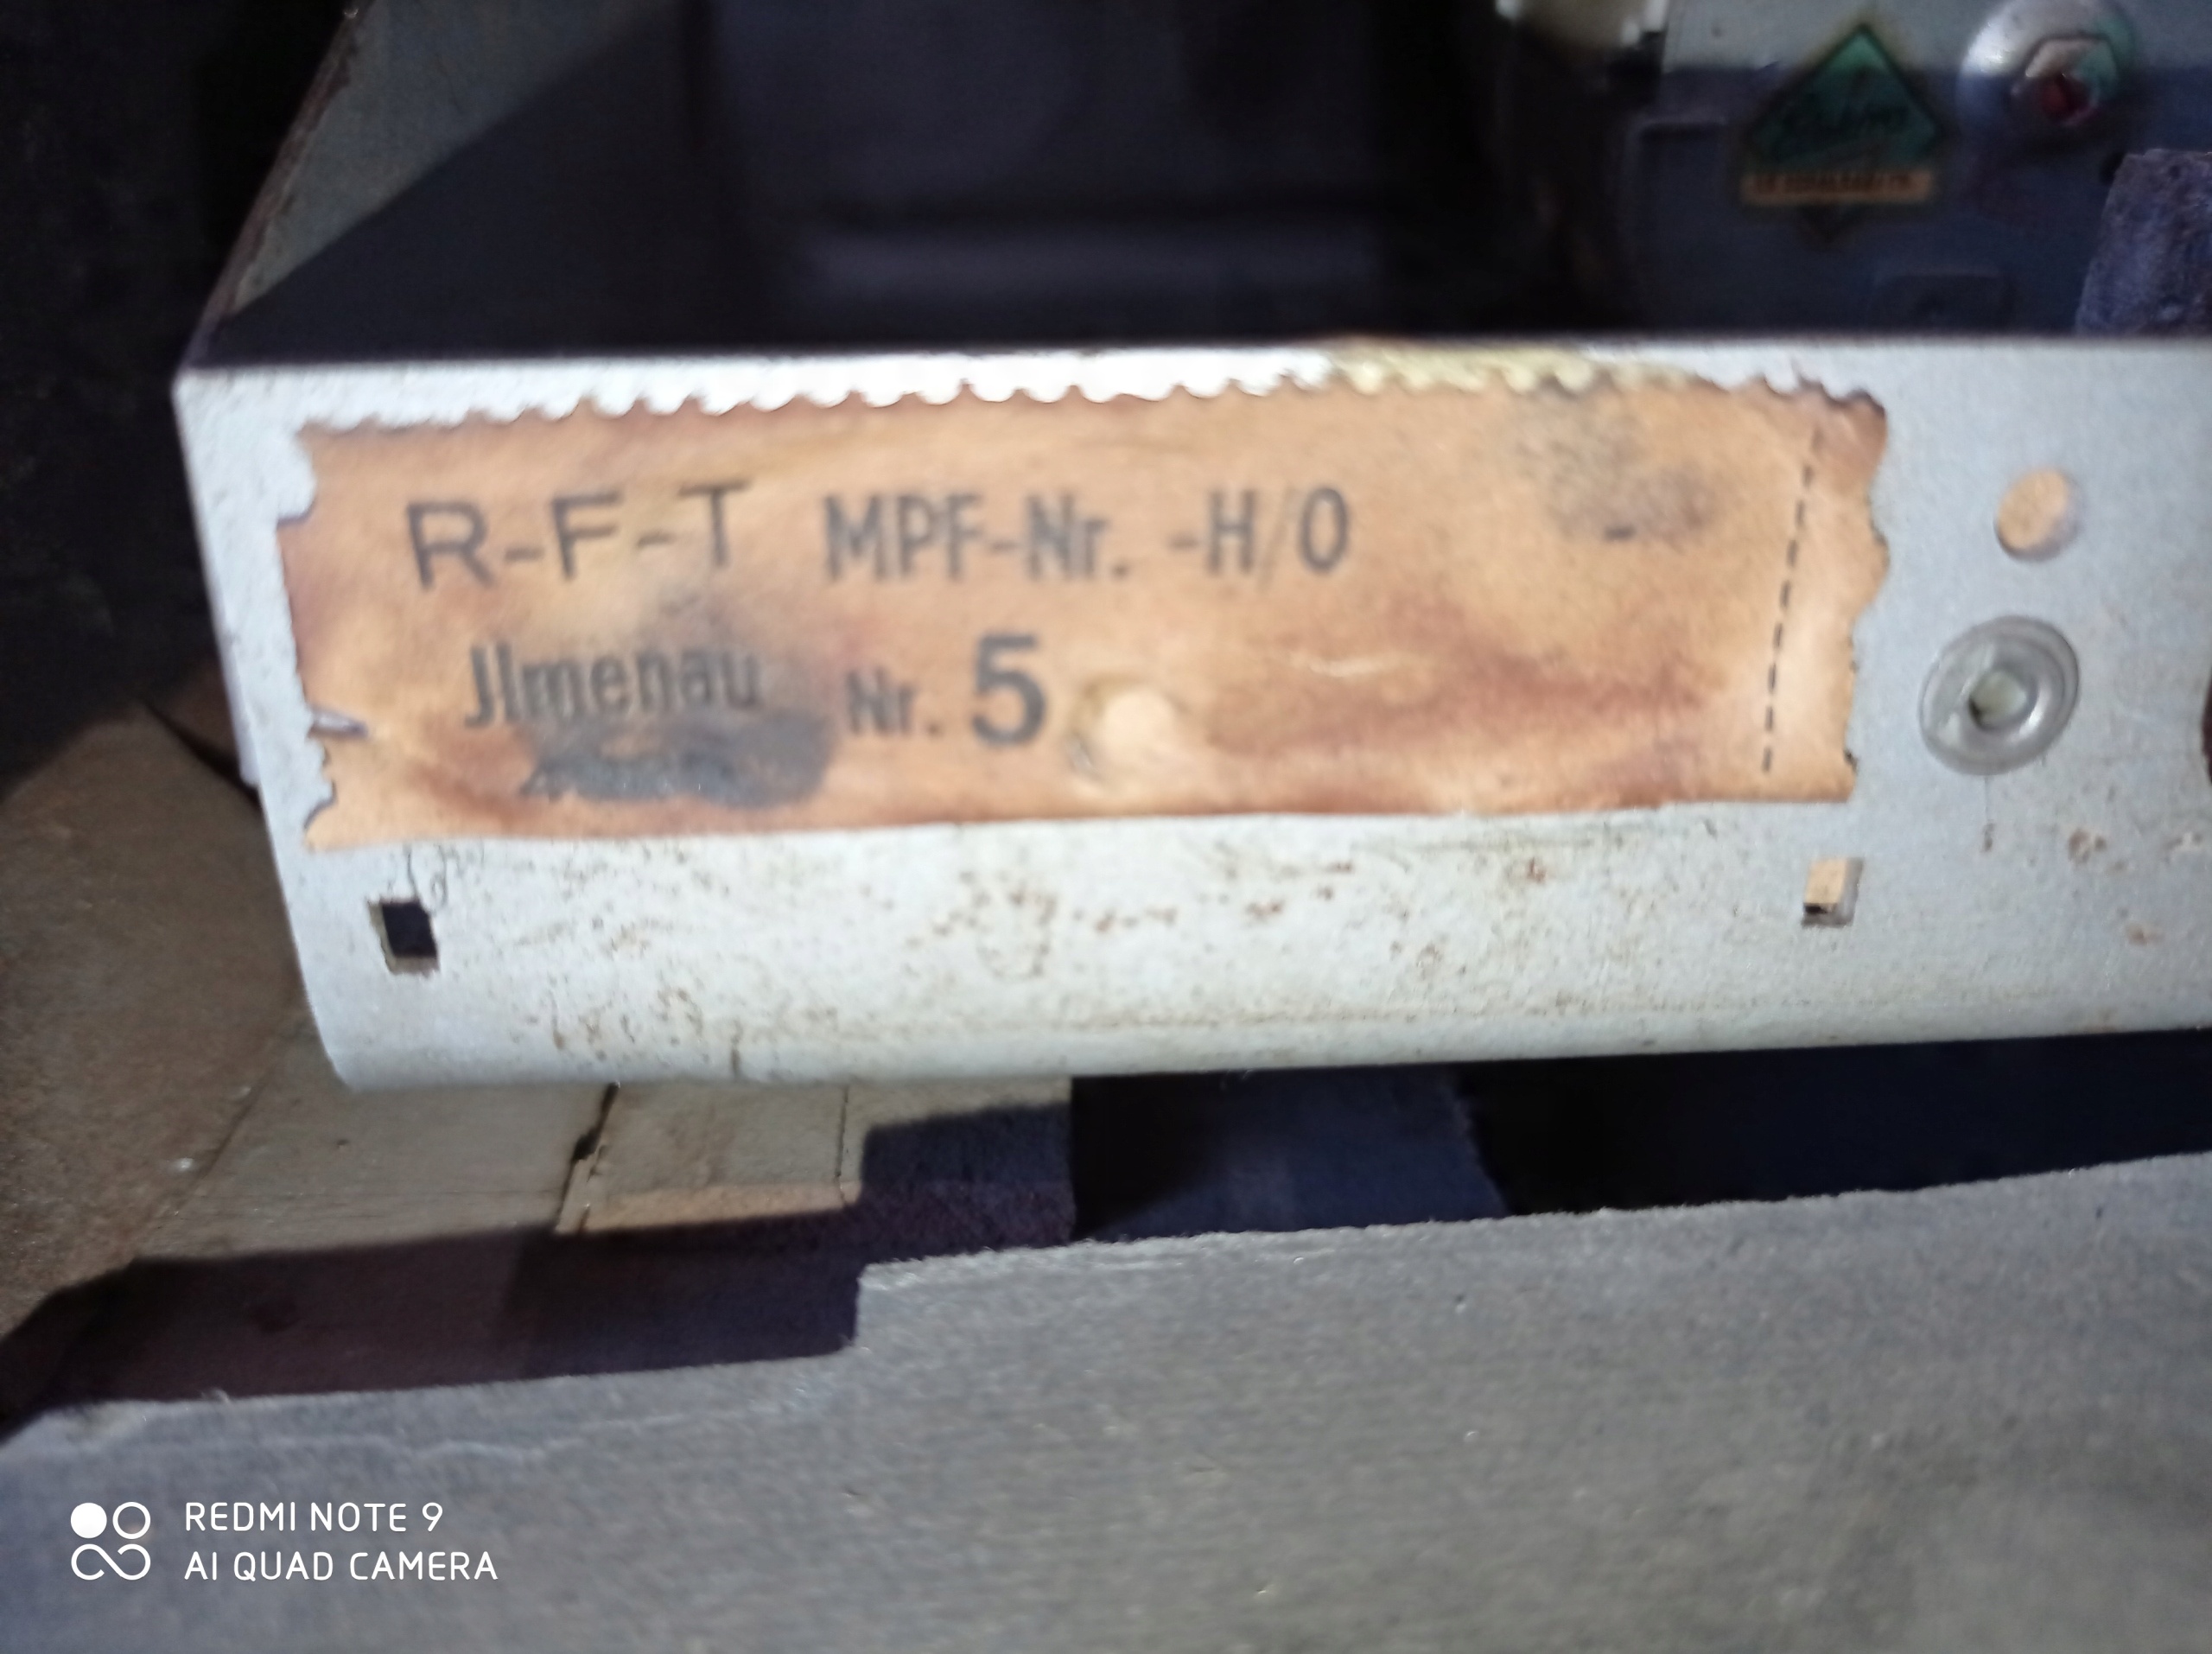 R-F-T MPF-Nr. -H/O -
Jlmenau Nr. 5
REDMI NOTE 9
AI QUAD CAMERA